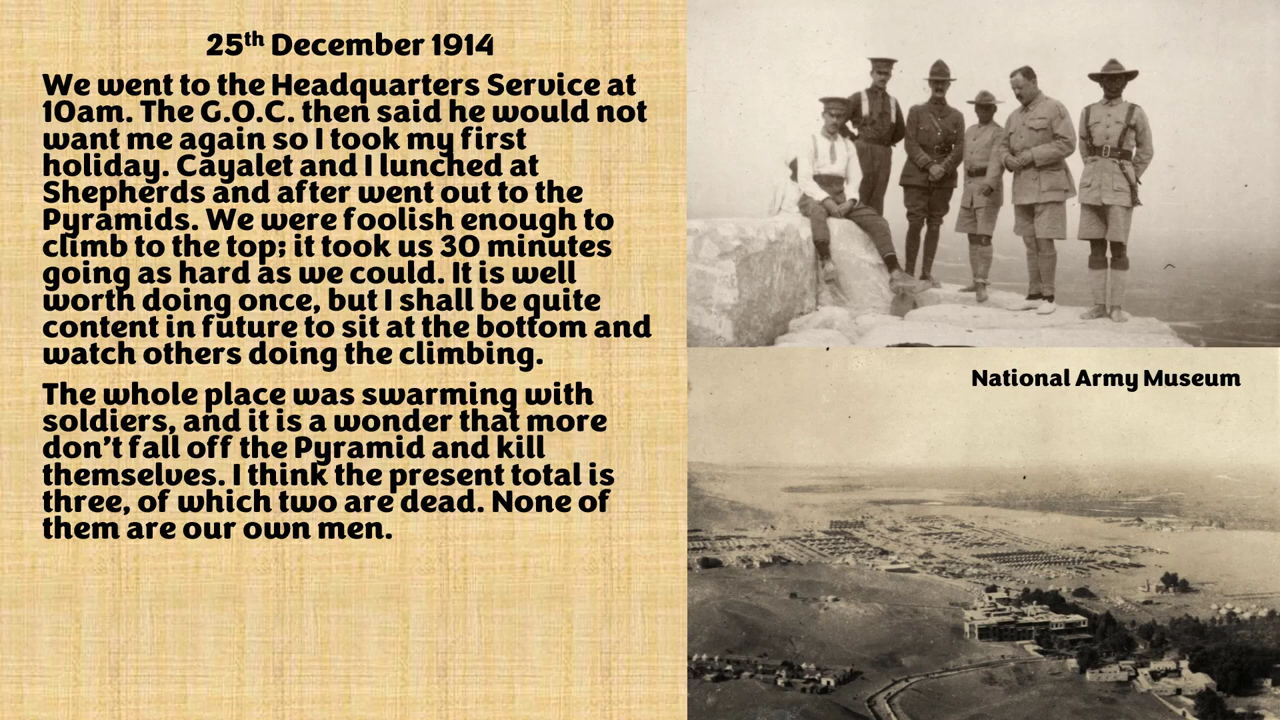 25th December 1914
We went to the Headquarters Service at
10am. The G.O.C. then said he would not
want me again so I took my first
holiday. Cayalet and I lunched at
Shepherds and after went out to the
Pyramids. We were foolish enough to
climb to the top; it took us 30 minutes
going as hard as we could. It is well
worth doing once, but I shall be quite
content in future to sit at the bottom and
watch others doing the climbing.
The whole place was swarming with
soldiers, and it is a wonder that more
don't fall off the Pyramid and kill
themselves. I think the present total is
three, of which two are dead. None of
them are our own men.
National Army Museum